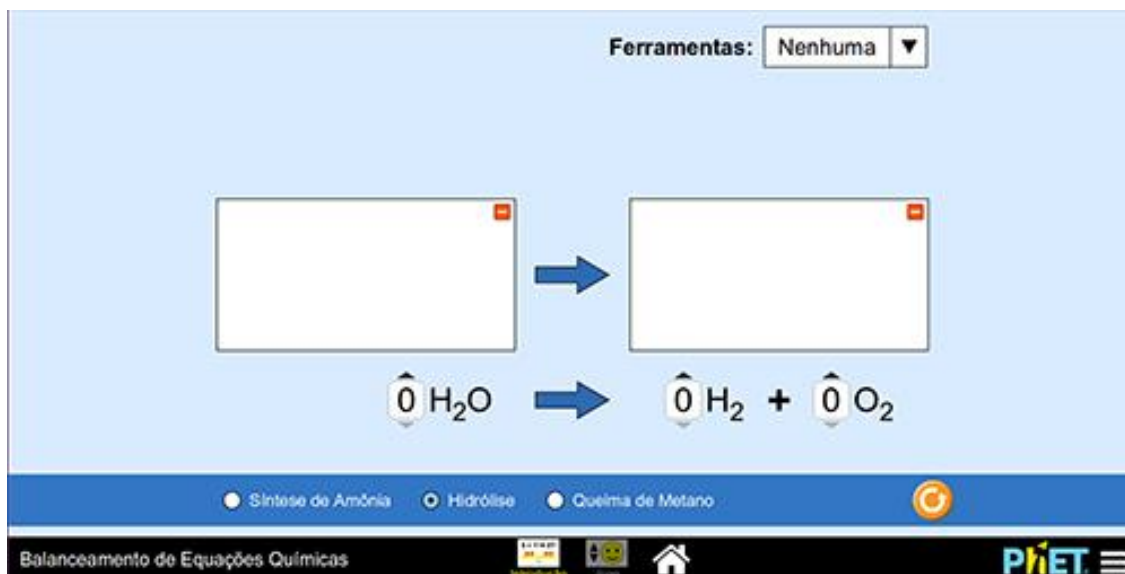 Ferramentas: Nenhuma
0 H₂O 0 H₂ + 0 O₂
Síntese de Amônia Hidrólise Queima de Metano
Balanceamento de Equações Químicas PhET